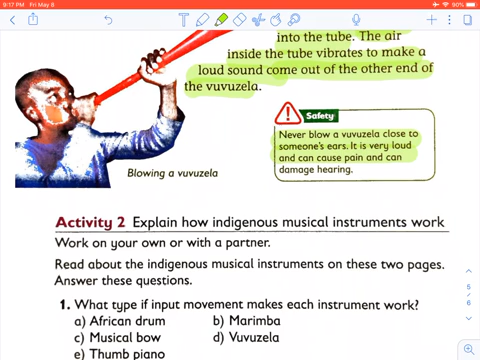 9:17 PM Fri May 8
90%
into the tube. The air
inside the tube vibrates to make a
loud sound come out of the other end of
the vuvuzela.
Safety
Never blow a vuvuzela close to
someone's ears. It is very loud
and can cause pain and can
damage hearing.
Blowing a vuvuzela
Activity 2 Explain how indigenous musical instruments work
Work on your own or with a partner.
Read about the indigenous musical instruments on these two pages.
Answer these questions.
1. What type if input movement makes each instrument work?
a) African drum b) Marimba
c) Musical bow d) Vuvuzela
e) Thumb piano
5
/
6